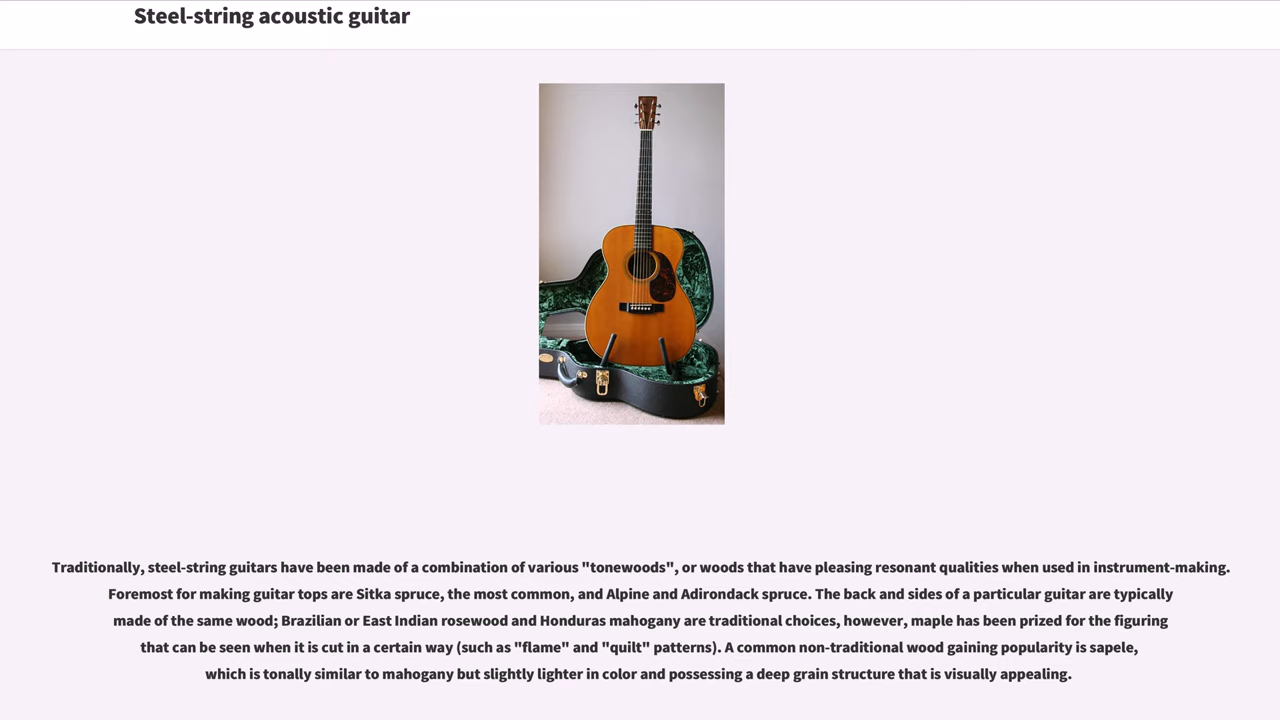 Steel-string acoustic guitar
Traditionally, steel-string guitars have been made of a combination of various "tonewoods", or woods that have pleasing resonant qualities when used in instrument-making.
Foremost for making guitar tops are Sitka spruce, the most common, and Alpine and Adirondack spruce. The back and sides of a particular guitar are typically
made of the same wood; Brazilian or East Indian rosewood and Honduras mahogany are traditional choices, however, maple has been prized for the figuring
that can be seen when it is cut in a certain way (such as "flame" and "quilt" patterns). A common non-traditional wood gaining popularity is sapele,
which is tonally similar to mahogany but slightly lighter in color and possessing a deep grain structure that is visually appealing.